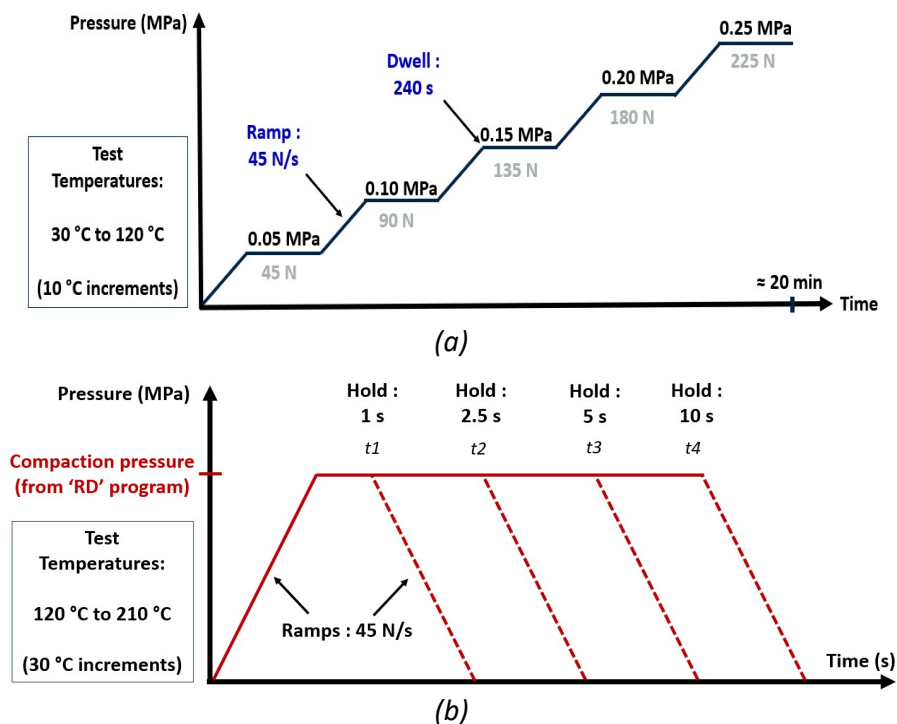 Pressure (MPa)
0.25 MPa
225 N
Dwell :
240 s
0.20 MPa
180 N
Ramp :
45 N/s
0.15 MPa
135 N
Test
Temperatures:
30 °C to 120 °C
(10 °C increments)
0.10 MPa
90 N
0.05 MPa
45 N
≈ 20 min
Time
(a)
Pressure (MPa)
Hold :
1 s
t1
Hold :
2.5 s
t2
Hold :
5 s
t3
Hold :
10 s
t4
Compaction pressure
(from ‘RD’ program)
Test
Temperatures:
120 °C to 210 °C
(30 °C increments)
Ramps : 45 N/s
Time (s)
(b)